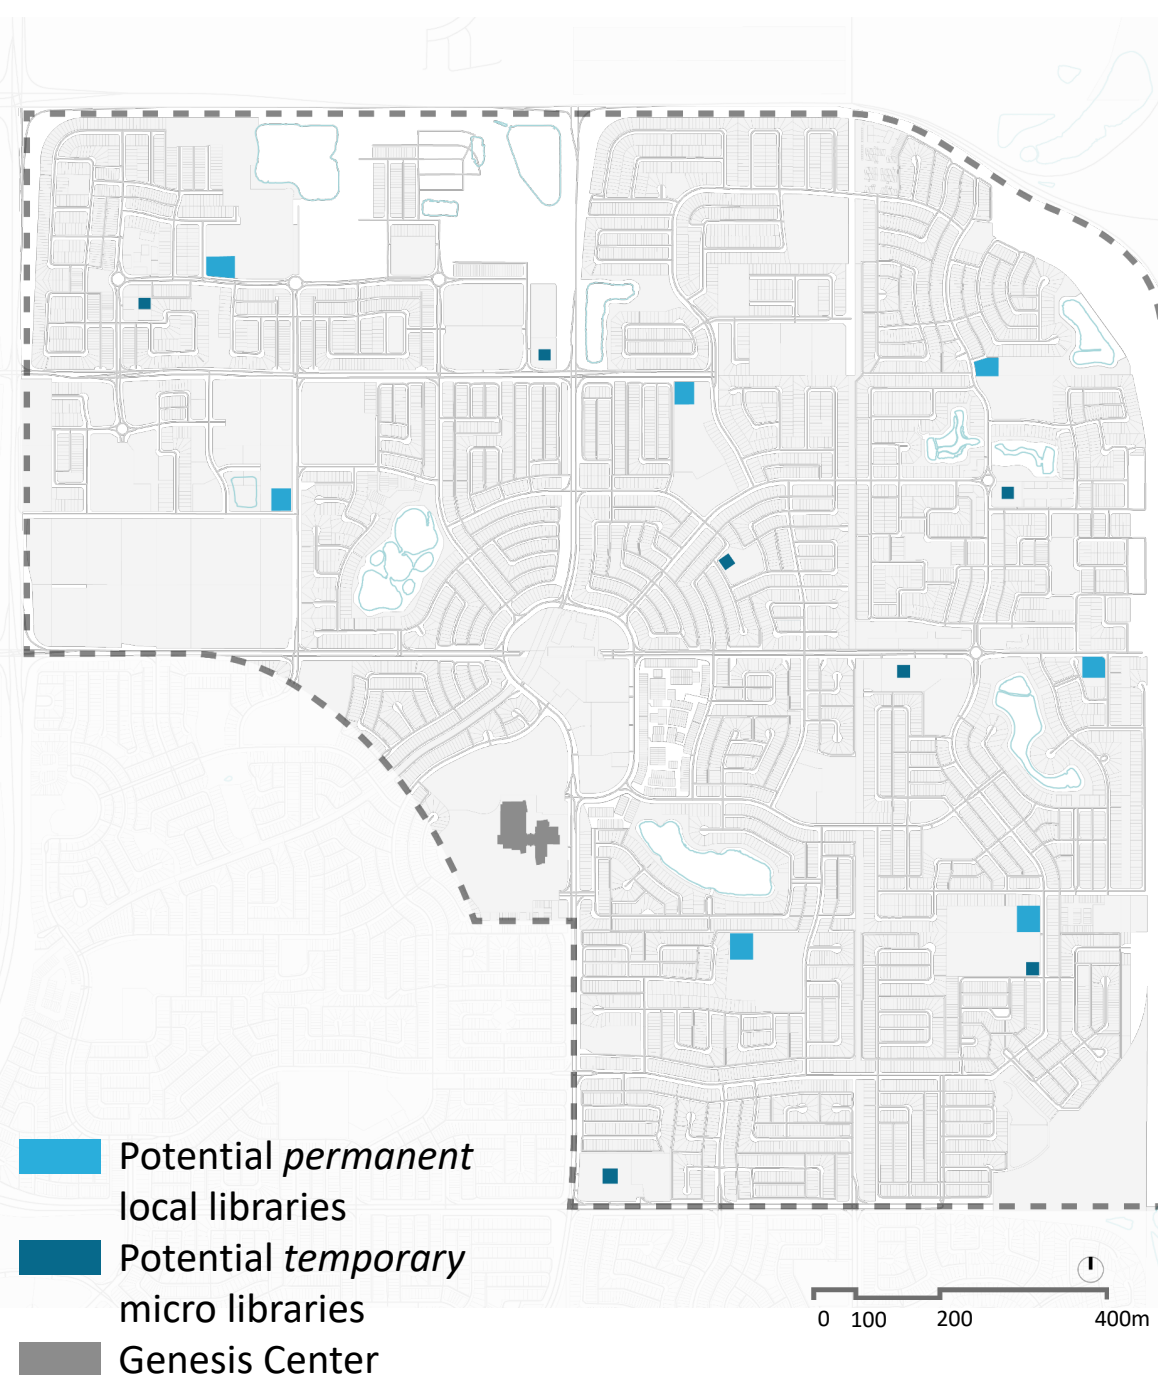 Potential permanent
local libraries
Potential temporary
micro libraries
Genesis Center
0 100 200 400m